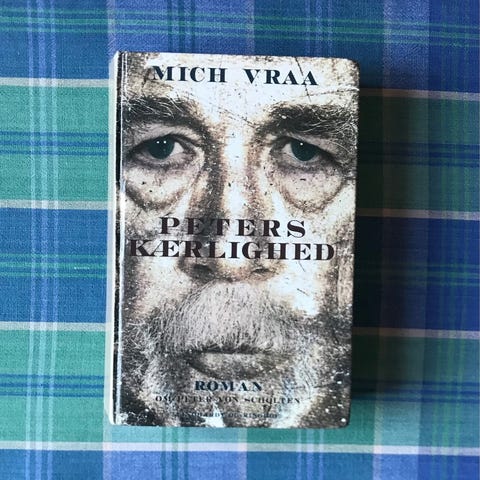 MICH VRAA
PETERS
KÆRLIGHED
ROMAN
OM PETER VON SCHOLTEN